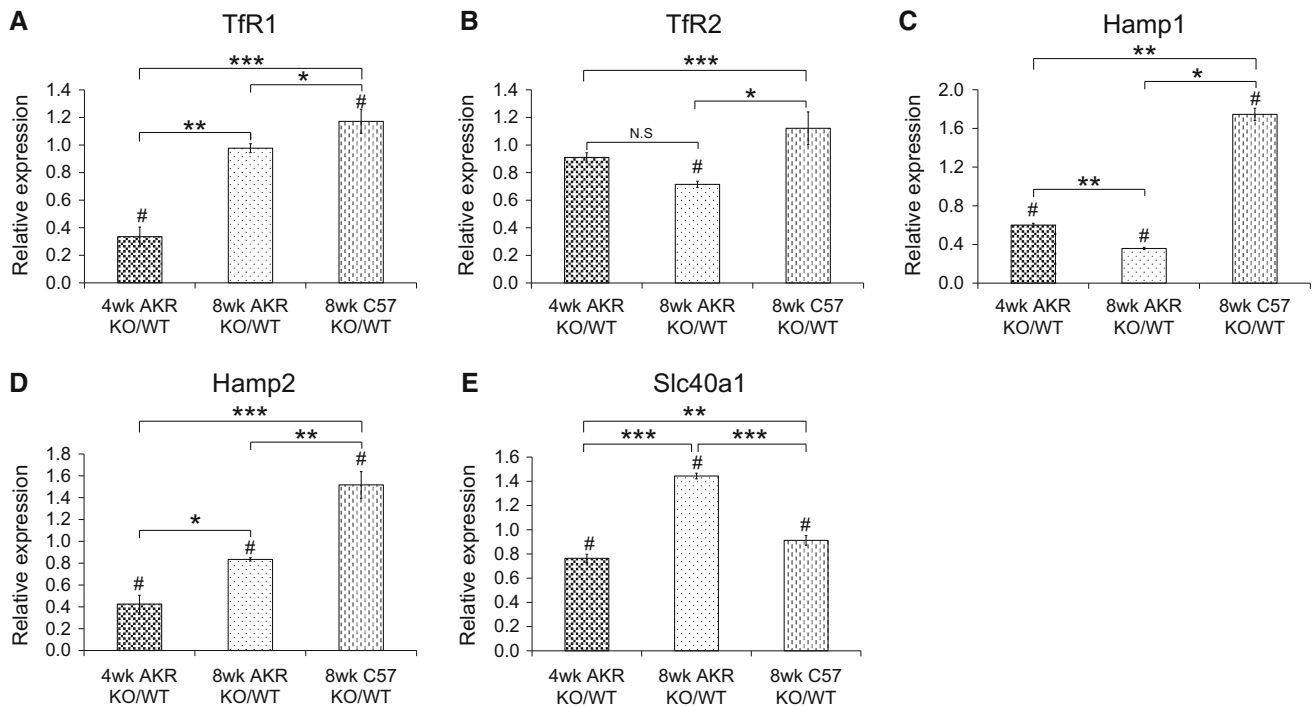 A
TfR1
***
*
**
#
#
Relative expression
1.4
1.2
1.0
0.8
0.6
0.4
0.2
0.0
4wk AKR
KO/WT
8wk AKR
KO/WT
8wk C57
KO/WT
B
TfR2
***
*
N.S
#
Relative expression
1.4
1.2
1.0
0.8
0.6
0.4
0.2
0.0
4wk AKR
KO/WT
8wk AKR
KO/WT
8wk C57
KO/WT
C
Hamp1
**
*
**
#
#
#
Relative expression
2.0
1.6
1.2
0.8
0.4
0.0
4wk AKR
KO/WT
8wk AKR
KO/WT
8wk C57
KO/WT
D
Hamp2
***
**
*
#
#
#
Relative expression
1.8
1.6
1.4
1.2
1.0
0.8
0.6
0.4
0.2
0.0
4wk AKR
KO/WT
8wk AKR
KO/WT
8wk C57
KO/WT
E
Slc40a1
**
***
***
#
#
#
Relative expression
1.6
1.4
1.2
1.0
0.8
0.6
0.4
0.2
0.0
4wk AKR
KO/WT
8wk AKR
KO/WT
8wk C57
KO/WT